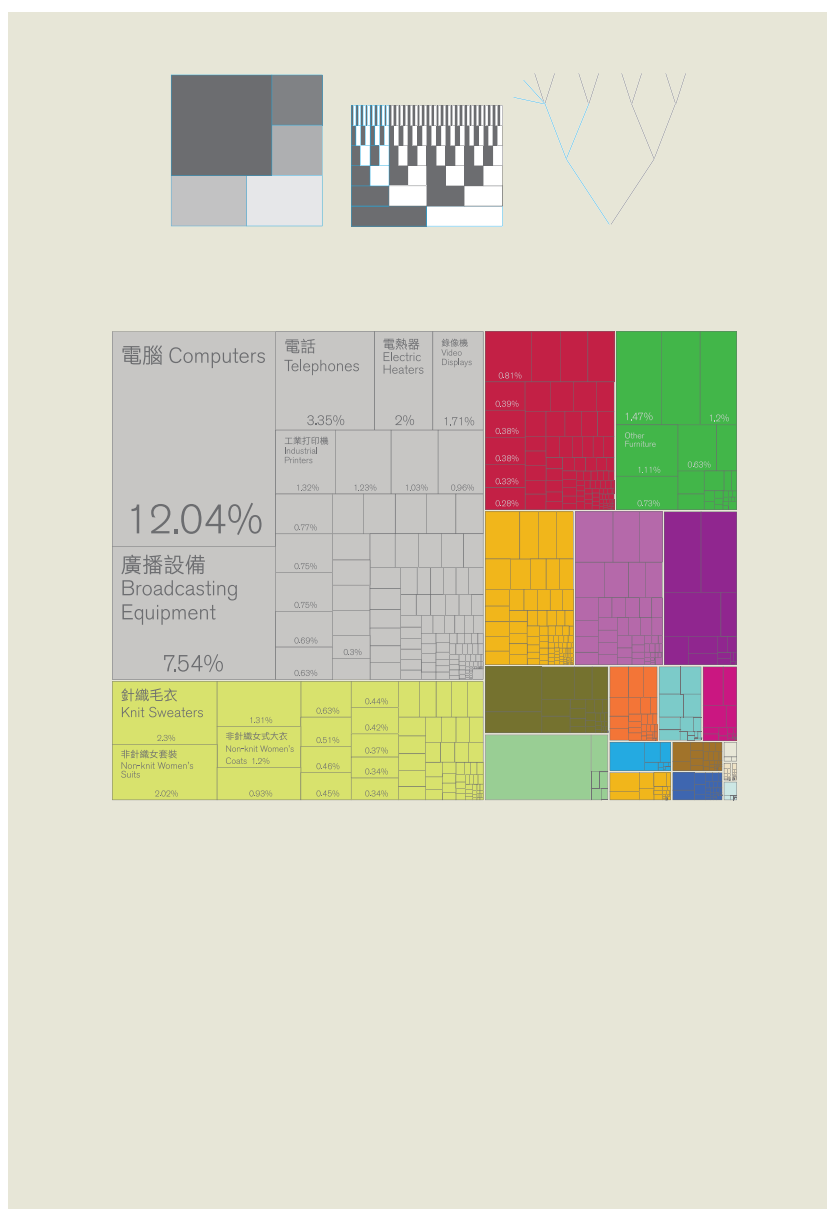 電腦 Computers
12.04%
電話
Telephones
3.35%
電熱器
Electric
Heaters
2%
錄像機
Video
Displays
1.71%
工業打印機
Industrial
Printers
1.32%
1.23%
1.03%
0.96%
0.77%
0.75%
0.75%
0.69%
0.3%
0.63%
廣播設備
Broadcasting
Equipment
7.54%
針織毛衣
Knit Sweaters
2.3%
非針織女套裝
Non-knit Women's
Suits
2.02%
1.31%
非針織女式大衣
Non-knit Women's
Coats 1.2%
0.93%
0.63%
0.51%
0.46%
0.45%
0.44%
0.42%
0.37%
0.34%
0.34%
0.81%
0.39%
0.38%
0.38%
0.33%
0.28%
1.47%
1.2%
Other
Furniture
1.11%
0.63%
0.73%